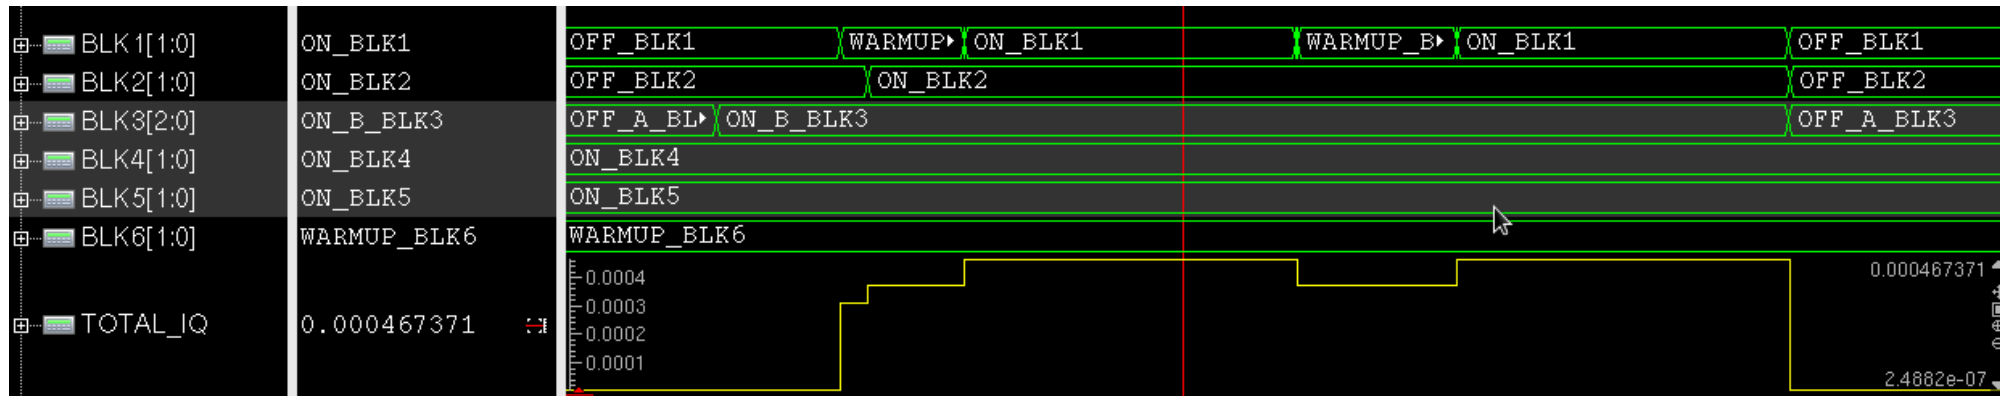 BLK1[1:0] ON_BLK1 OFF_BLK1 WARMUP ON_BLK1 WARMUP_B ON_BLK1 OFF_BLK1
BLK2[1:0] ON_BLK2 OFF_BLK2 ON_BLK2 OFF_BLK2
BLK3[2:0] ON_B_BLK3 OFF_A_BL ON_B_BLK3 OFF_A_BLK3
BLK4[1:0] ON_BLK4 ON_BLK4
BLK5[1:0] ON_BLK5 ON_BLK5
BLK6[1:0] WARMUP_BLK6 WARMUP_BLK6
0.0004 0.000467371
0.0003
TOTAL_IQ 0.000467371 0.0002
0.0001
2.4882e-07